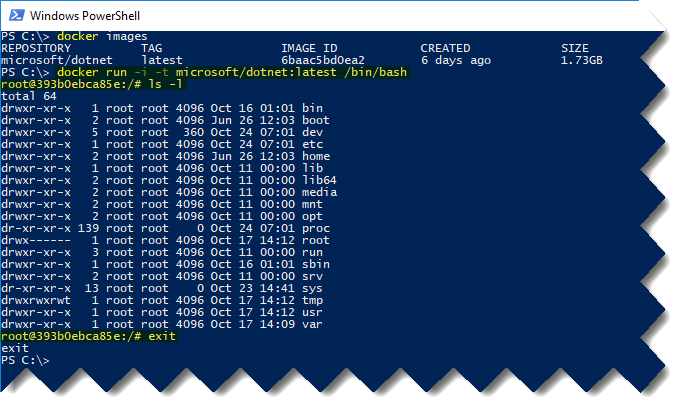 Windows PowerShell
PS C:\> docker images
REPOSITORY TAG IMAGE ID CREATED SIZE
microsoft/dotnet latest 6baac5bd0ea2 6 days ago 1.73GB
PS C:\> docker run -i -t microsoft/dotnet:latest /bin/bash
root@393b0ebca85e:/# ls -l
total 64
drwxr-xr-x 1 root root 4096 Oct 16 01:01 bin
drwxr-xr-x 2 root root 4096 Jun 26 12:03 boot
drwxr-xr-x 5 root root 360 Oct 24 07:01 dev
drwxr-xr-x 1 root root 4096 Oct 24 07:01 etc
drwxr-xr-x 2 root root 4096 Jun 26 12:03 home
drwxr-xr-x 1 root root 4096 Oct 11 00:00 lib
drwxr-xr-x 2 root root 4096 Oct 11 00:00 lib64
drwxr-xr-x 2 root root 4096 Oct 11 00:00 media
drwxr-xr-x 2 root root 4096 Oct 11 00:00 mnt
drwxr-xr-x 2 root root 4096 Oct 11 00:00 opt
dr-xr-xr-x 139 root root 0 Oct 24 07:01 proc
drwx------ 1 root root 4096 Oct 17 14:12 root
drwxr-xr-x 3 root root 4096 Oct 11 00:00 run
drwxr-xr-x 1 root root 4096 Oct 16 01:01 sbin
drwxr-xr-x 2 root root 4096 Oct 11 00:00 srv
dr-xr-xr-x 13 root root 0 Oct 23 14:41 sys
drwxrwxrwt 1 root root 4096 Oct 17 14:12 tmp
drwxr-xr-x 1 root root 4096 Oct 17 14:12 usr
drwxr-xr-x 1 root root 4096 Oct 17 14:09 var
root@393b0ebca85e:/# exit
exit
PS C:\>